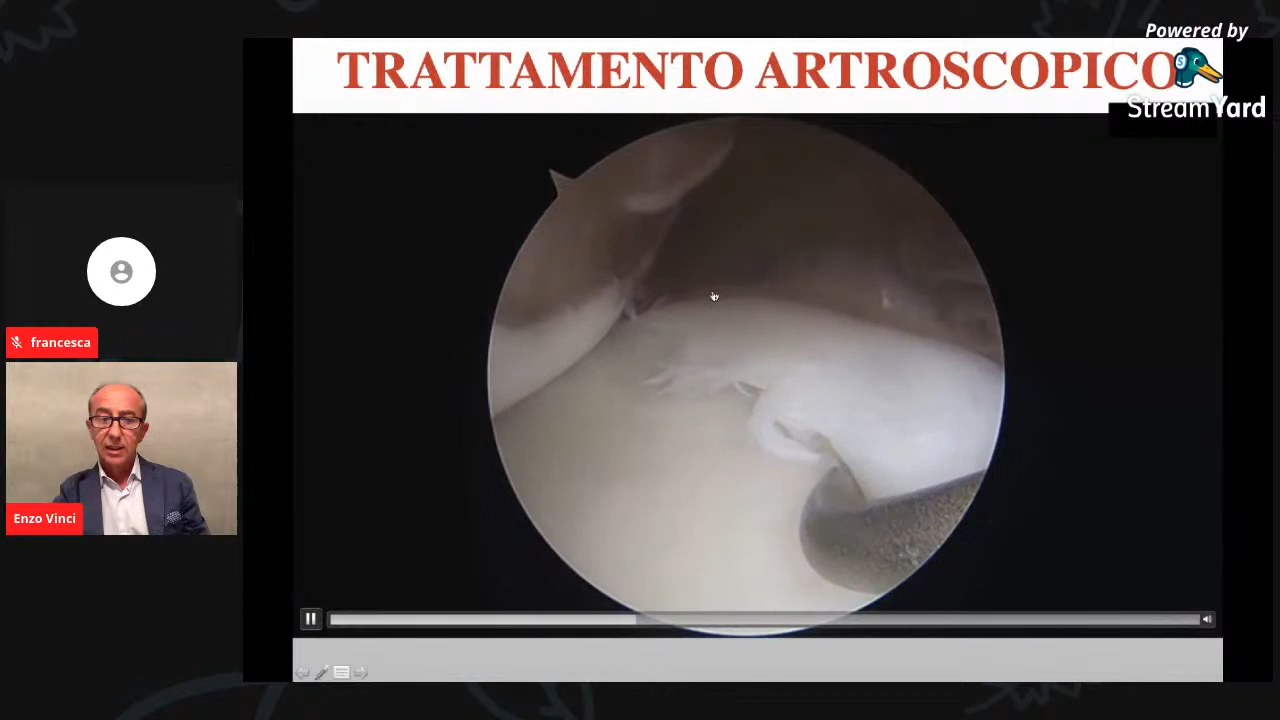 Powered by
TRATTAMENTO ARTROSCOPICO
StreamYard
francesca
Enzo Vinci